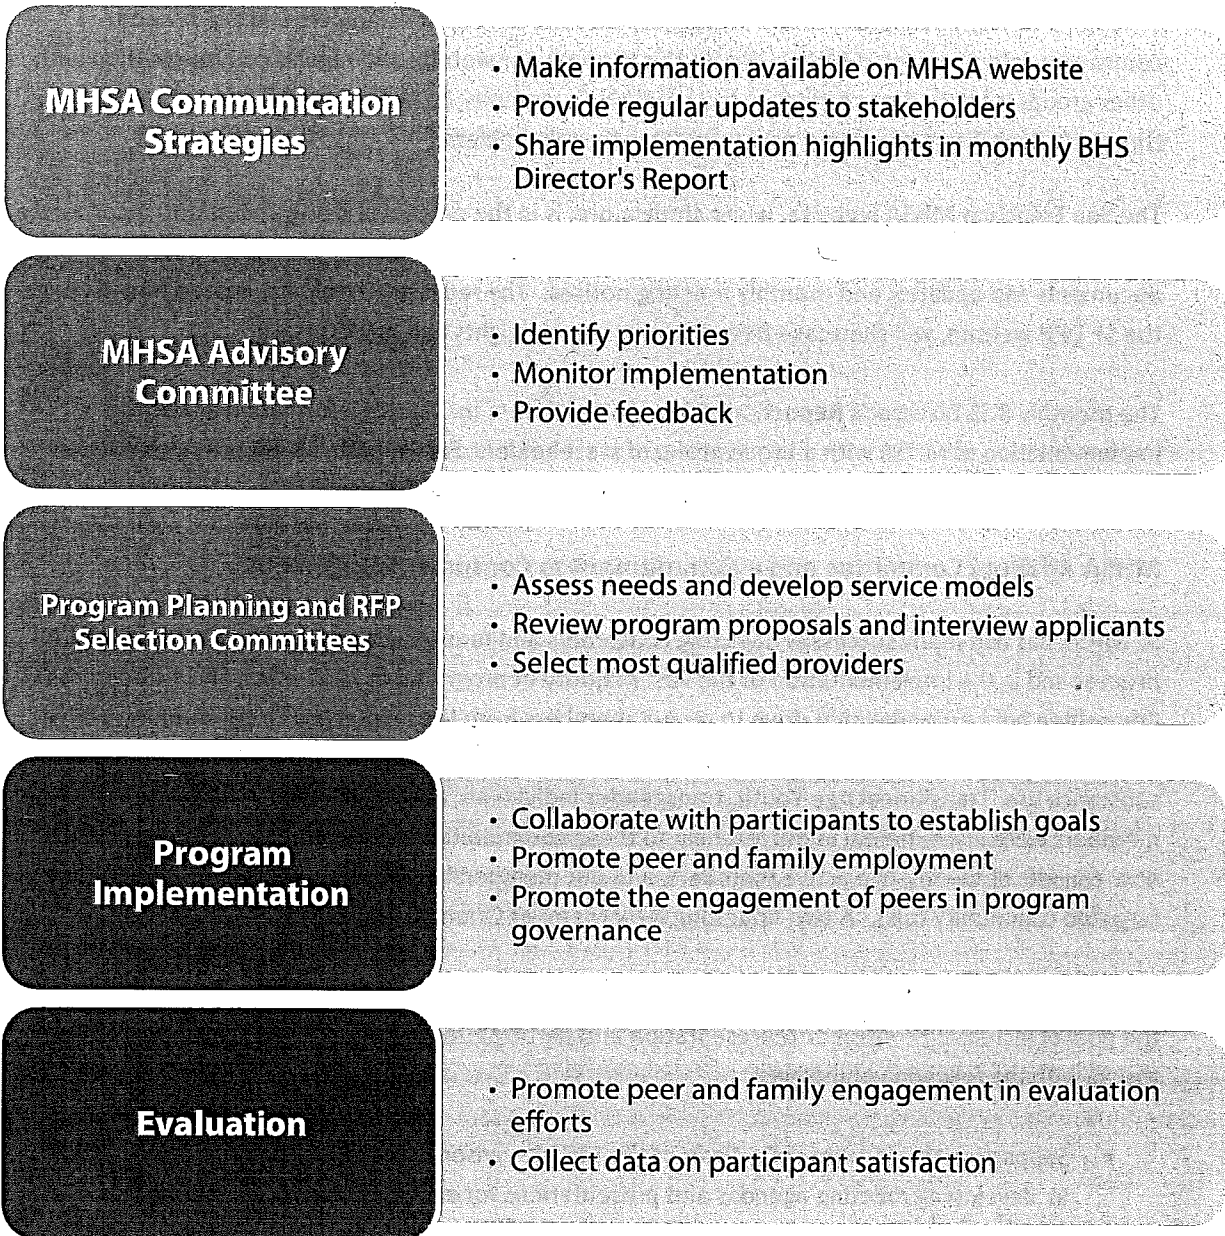 MHSA Communication
Strategies
• Make information available on MHSA website
• Provide regular updates to stakeholders
• Share implementation highlights in monthly BHS
Director's Report
MHSA Advisory
Committee
• Identify priorities
• Monitor implementation
• Provide feedback
Program Planning and RFP
Selection Committees
• Assess needs and develop service models
• Review program proposals and interview applicants
• Select most qualified providers
Program
Implementation
• Collaborate with participants to establish goals
• Promote peer and family employment
• Promote the engagement of peers in program
governance
Evaluation
• Promote peer and family engagement in evaluation
efforts
• Collect data on participant satisfaction